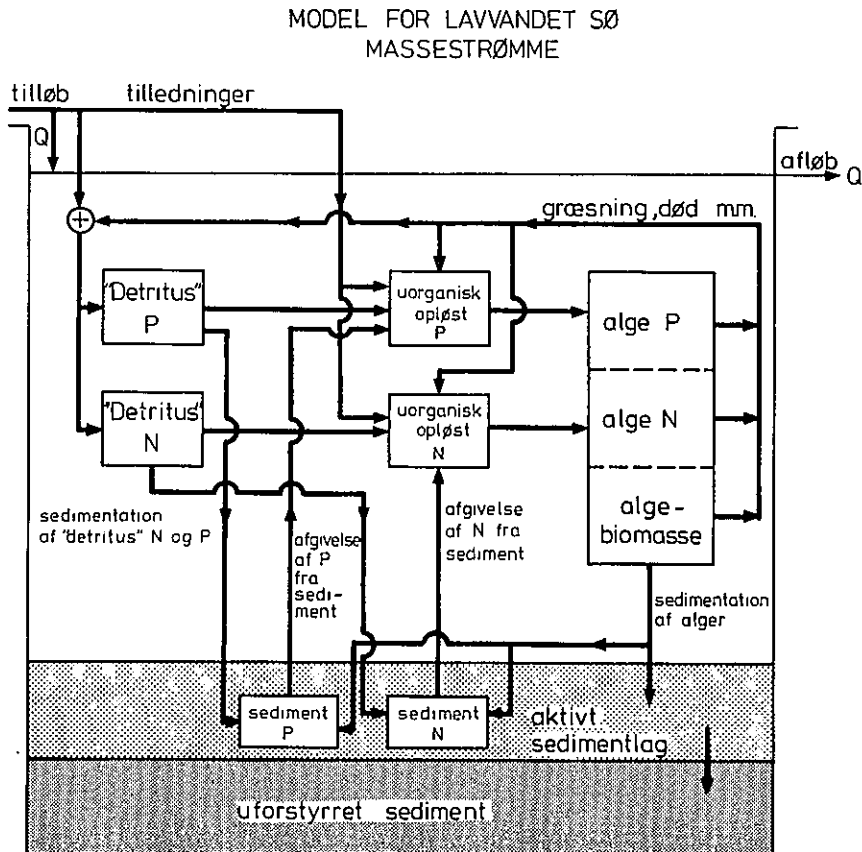 MODEL FOR LAVVANDET SØ
MASSESTRØMME
tilløb
tilledninger
Q
afløb
Q
+
græsning, død m.m.
"Detritus"
P
uorganisk
opløst
P
alge P
"Detritus"
N
uorganisk
opløst
N
alge N
alge-
biomasse
sedimentation
af "detritus" N og P
afgivelse
af P
fra
sedi-
ment
afgivelse
af N fra
sediment
sedimentation
af alger
sediment
P
sediment
N
aktivt
sedimentlag
uforstyrret sediment